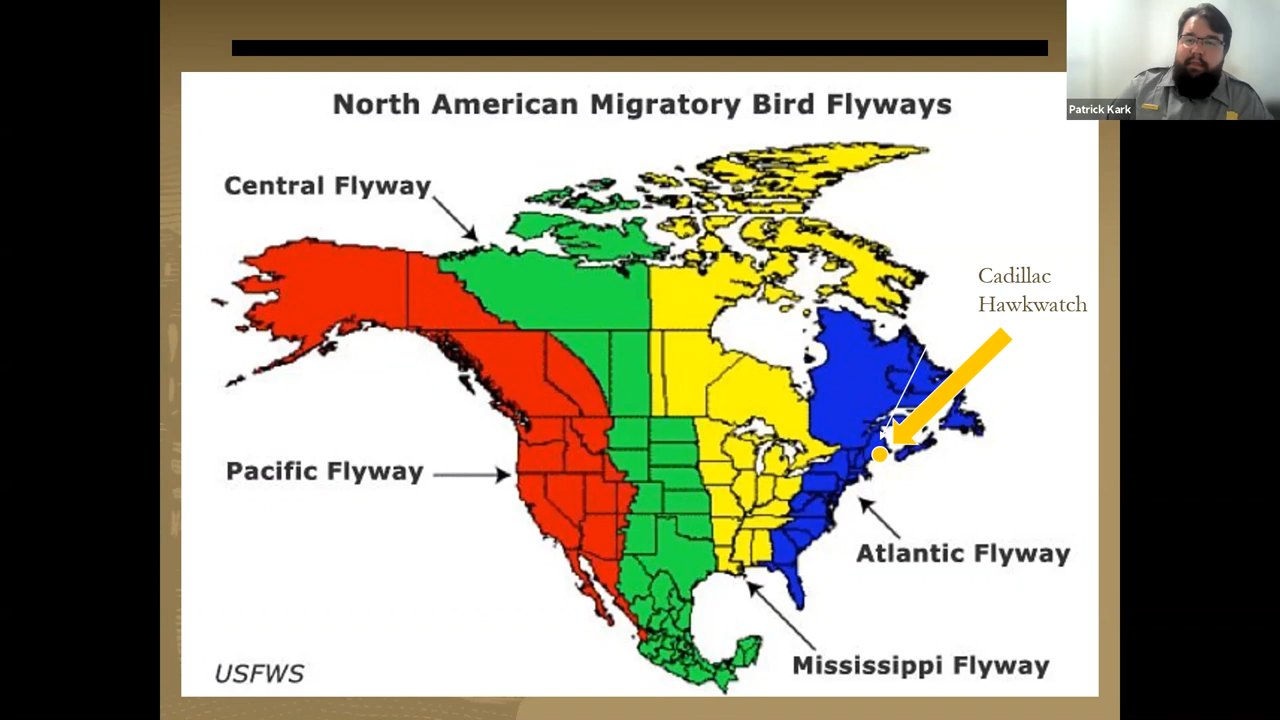 Patrick Kark
North American Migratory Bird Flyways
Central Flyway
Cadillac
Hawkwatch
Pacific Flyway
Atlantic Flyway
Mississippi Flyway
USFWS